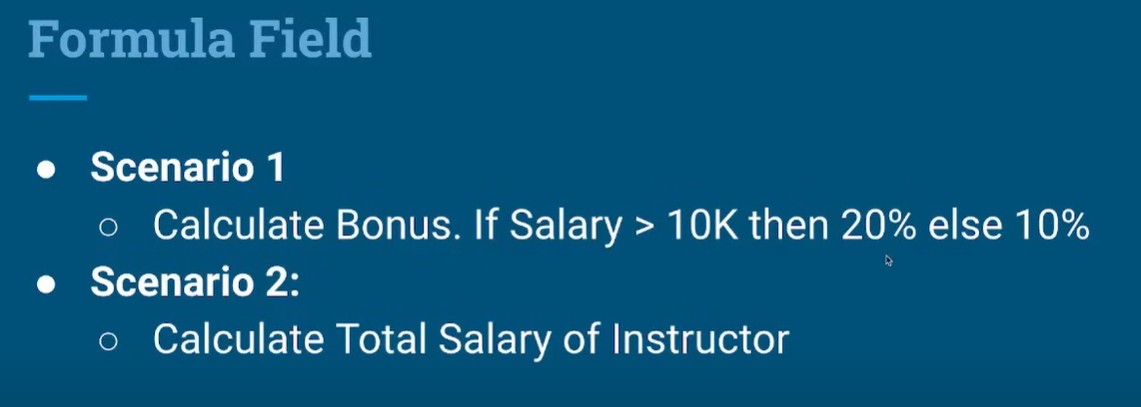 Formula Field
● Scenario 1
○ Calculate Bonus. If Salary > 10K then 20% else 10%
● Scenario 2:
○ Calculate Total Salary of Instructor